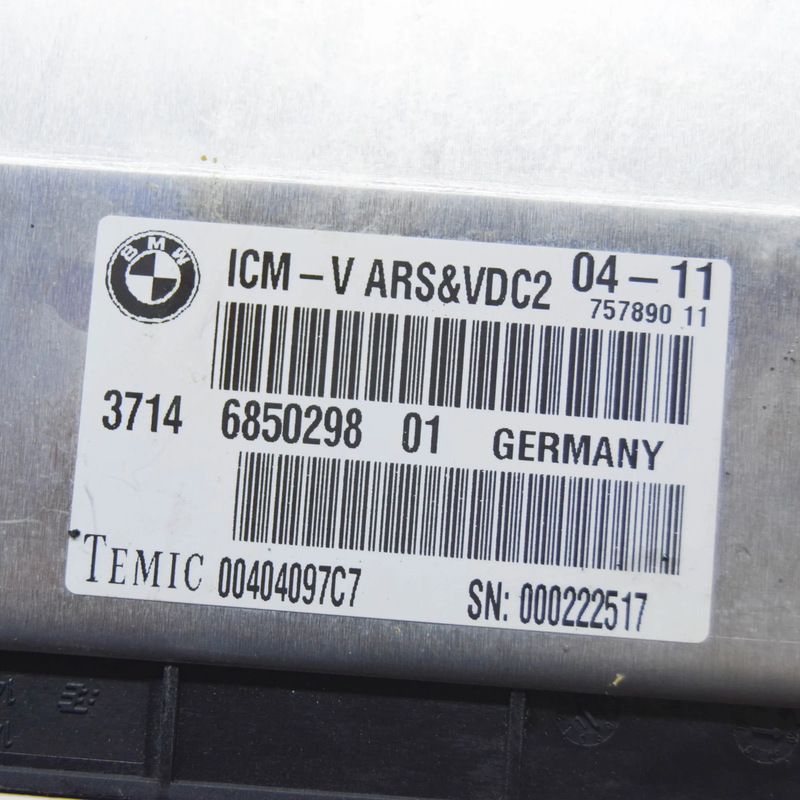 BMW
ICM-V ARS&VDC2 04-11
757890 11
3714 6850298 01 GERMANY
TEMIC 00404097C7 SN: 000222517